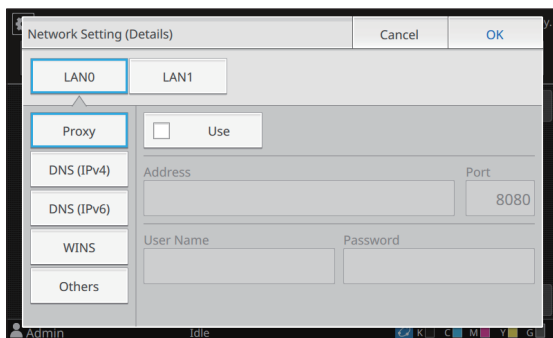 Network Setting (Details)
Cancel
OK
y.
LAN0
LAN1
Proxy
Use
DNS (IPv4)
Address
Port
DNS (IPv6)
8080
WINS
User Name
Password
Others
Admin
Idle
K
C
M
Y
G